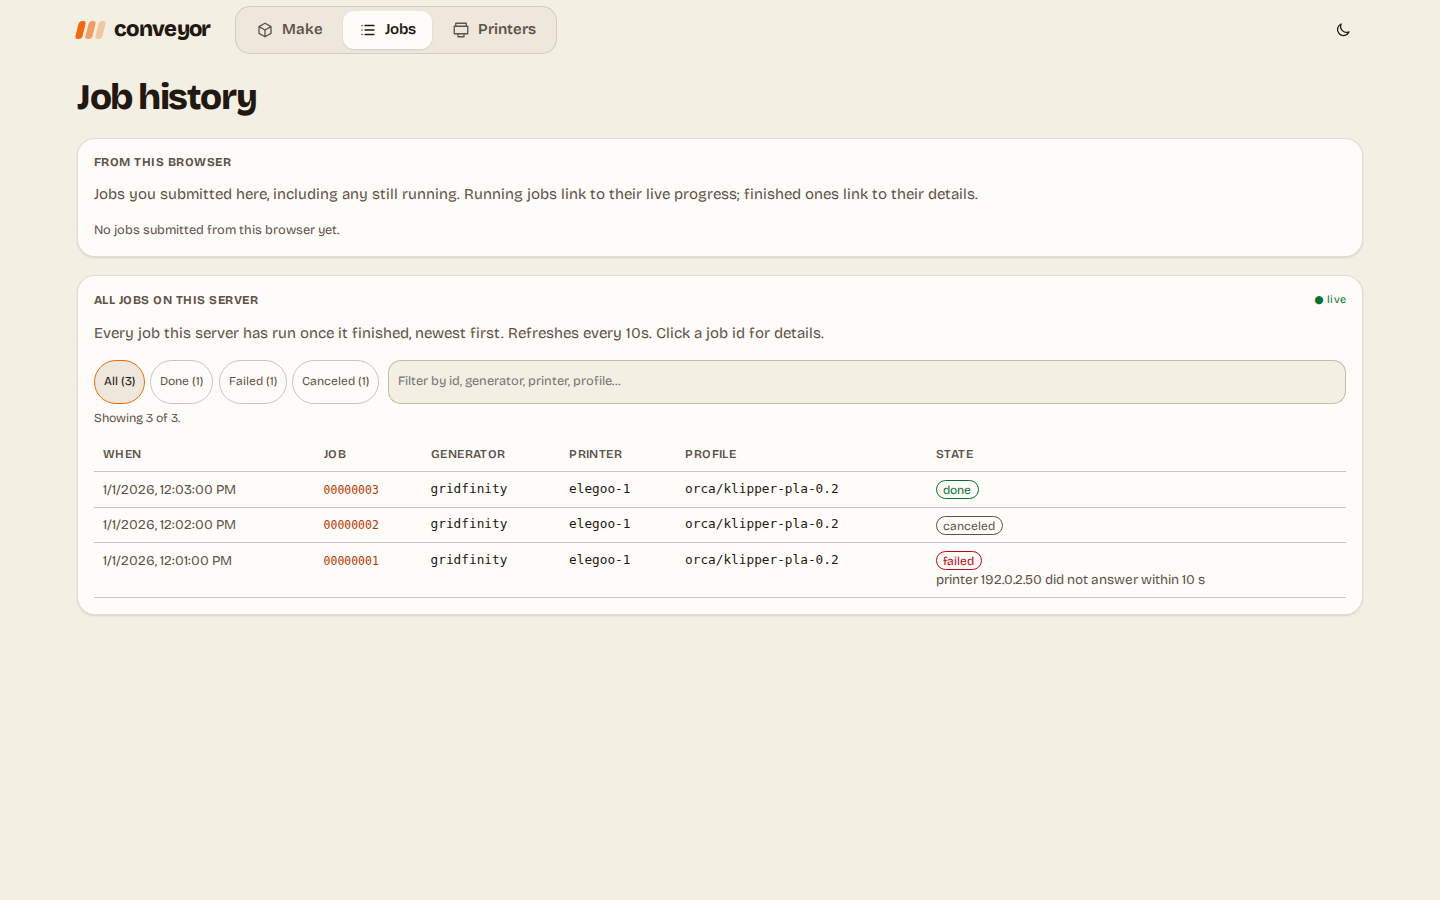 conveyor Make Jobs Printers
Job history
FROM THIS BROWSER
Jobs you submitted here, including any still running. Running jobs link to their live progress; finished ones link to their details.
No jobs submitted from this browser yet.
ALL JOBS ON THIS SERVER live
Every job this server has run once it finished, newest first. Refreshes every 10s. Click a job id for details.
All (3) Done (1) Failed (1) Canceled (1) Filter by id, generator, printer, profile...
Showing 3 of 3.
WHEN JOB GENERATOR PRINTER PROFILE STATE
1/1/2026, 12:03:00 PM 00000003 gridfinity elegoo-1 orca/klipper-pla-0.2 done
1/1/2026, 12:02:00 PM 00000002 gridfinity elegoo-1 orca/klipper-pla-0.2 canceled
1/1/2026, 12:01:00 PM 00000001 gridfinity elegoo-1 orca/klipper-pla-0.2 failed
printer 192.0.2.50 did not answer within 10 s